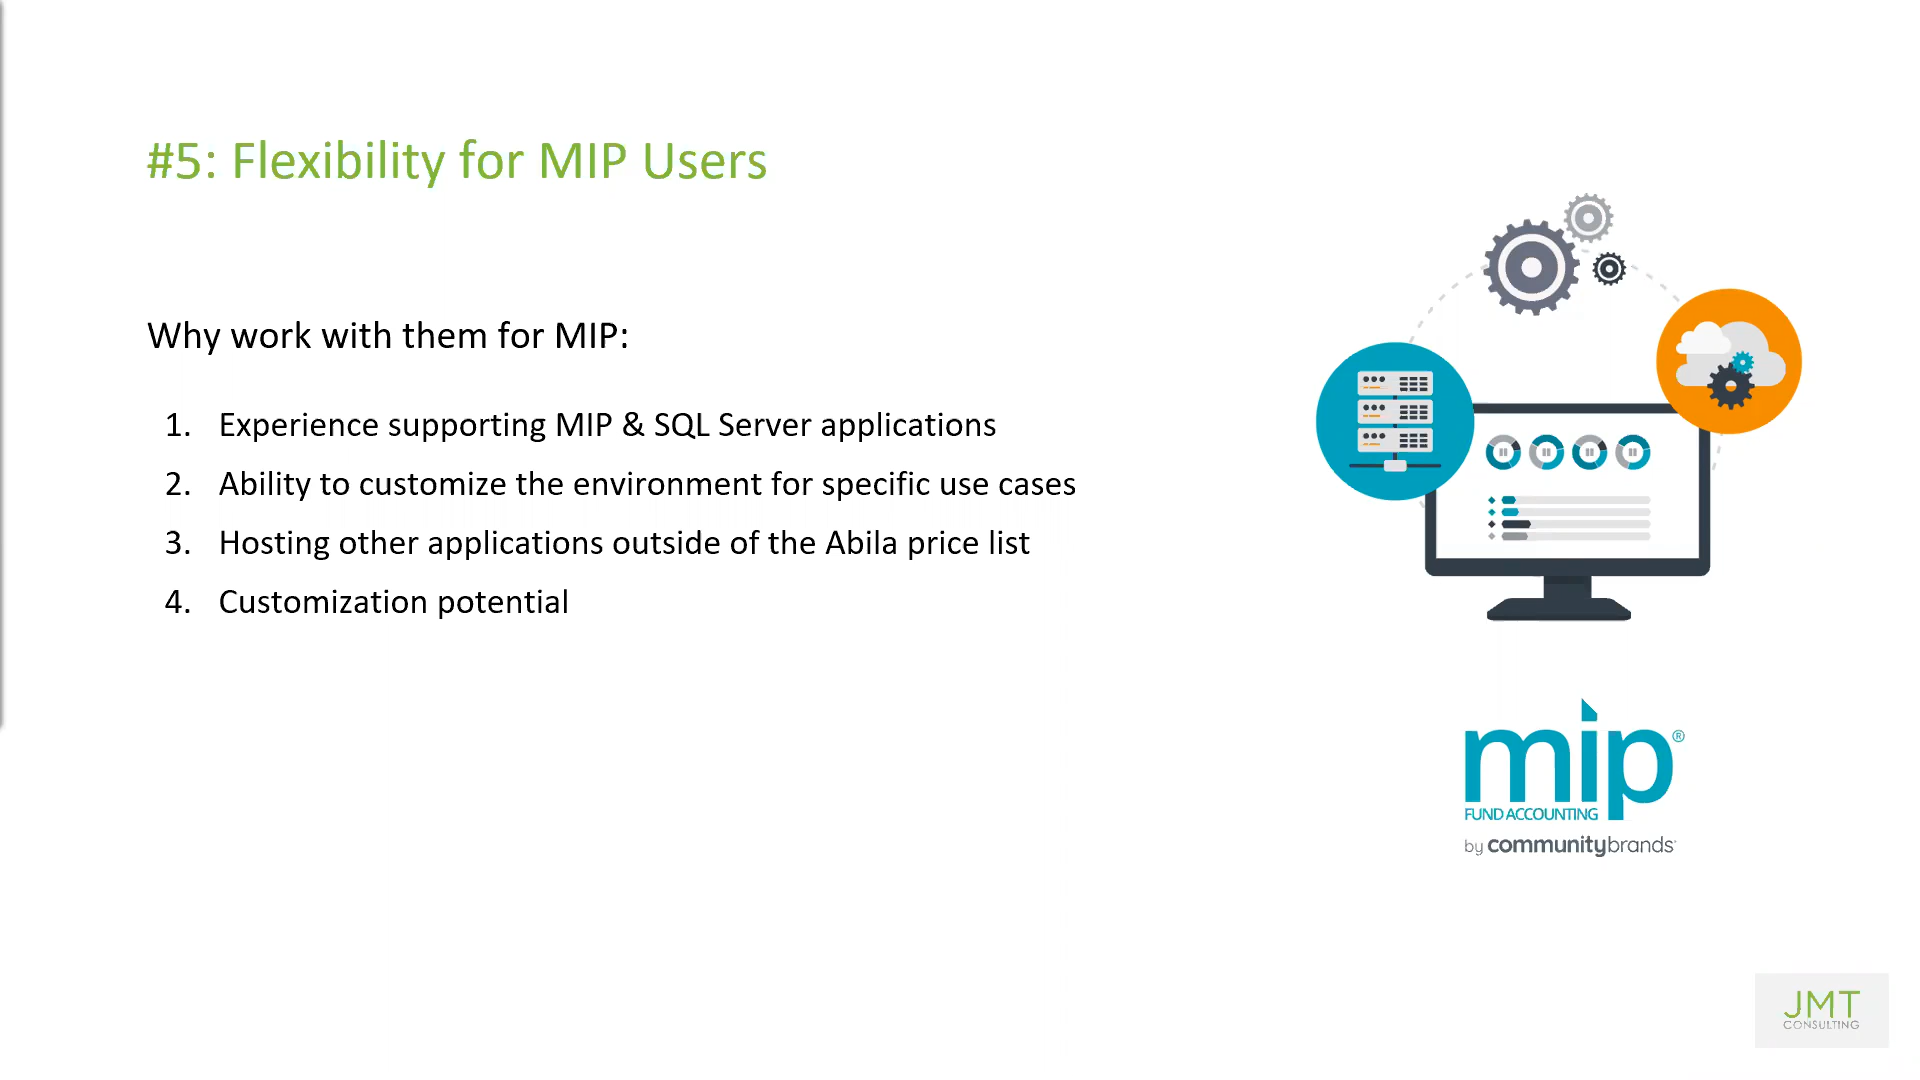 #5: Flexibility for MIP Users
Why work with them for MIP:
1. Experience supporting MIP & SQL Server applications
2. Ability to customize the environment for specific use cases
3. Hosting other applications outside of the Abila price list
4. Customization potential
mip®
FUND ACCOUNTING
by communitybrands
JMT
CONSULTING